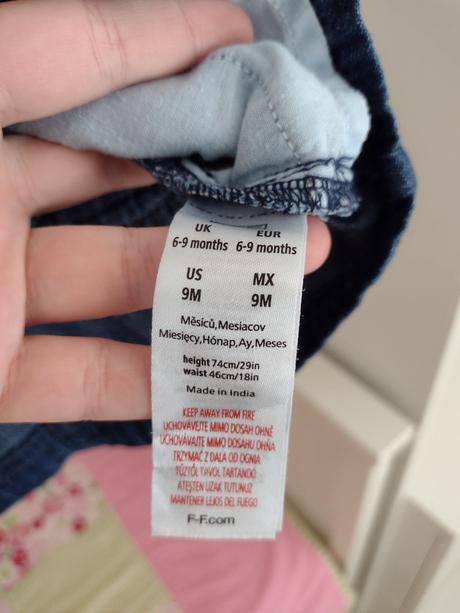 UK EUR
6-9 months 6-9 months
US MX
9M 9M
Měsíců,Mesiacov
Miesięcy,Hónap,Ay,Meses
height 74cm/29in
waist 46cm/18in
Made in India
KEEP AWAY FROM FIRE
UCHOVÁVEJTE MIMO DOSAH OHNĚ
UCHOVÁVAJTE MIMO DOSAHU OHŇA
TRZYMAĆ Z DALA OD OGNIA
TŰZTŐL TÁVOL TARTANDÓ
ATEŞTEN UZAK TUTUNUZ
MANTENER LEJOS DEL FUEGO
F-F.com